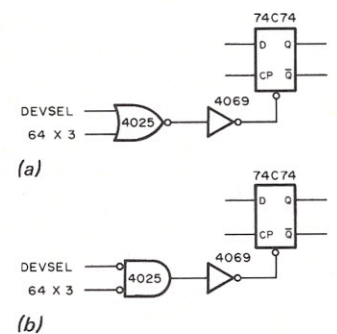 74C74
D Q
CP Q̅
4069
DEVSEL
4025
64 X 3
(a)
74C74
D Q
CP Q̅
4069
DEVSEL
4025
64 X 3
(b)